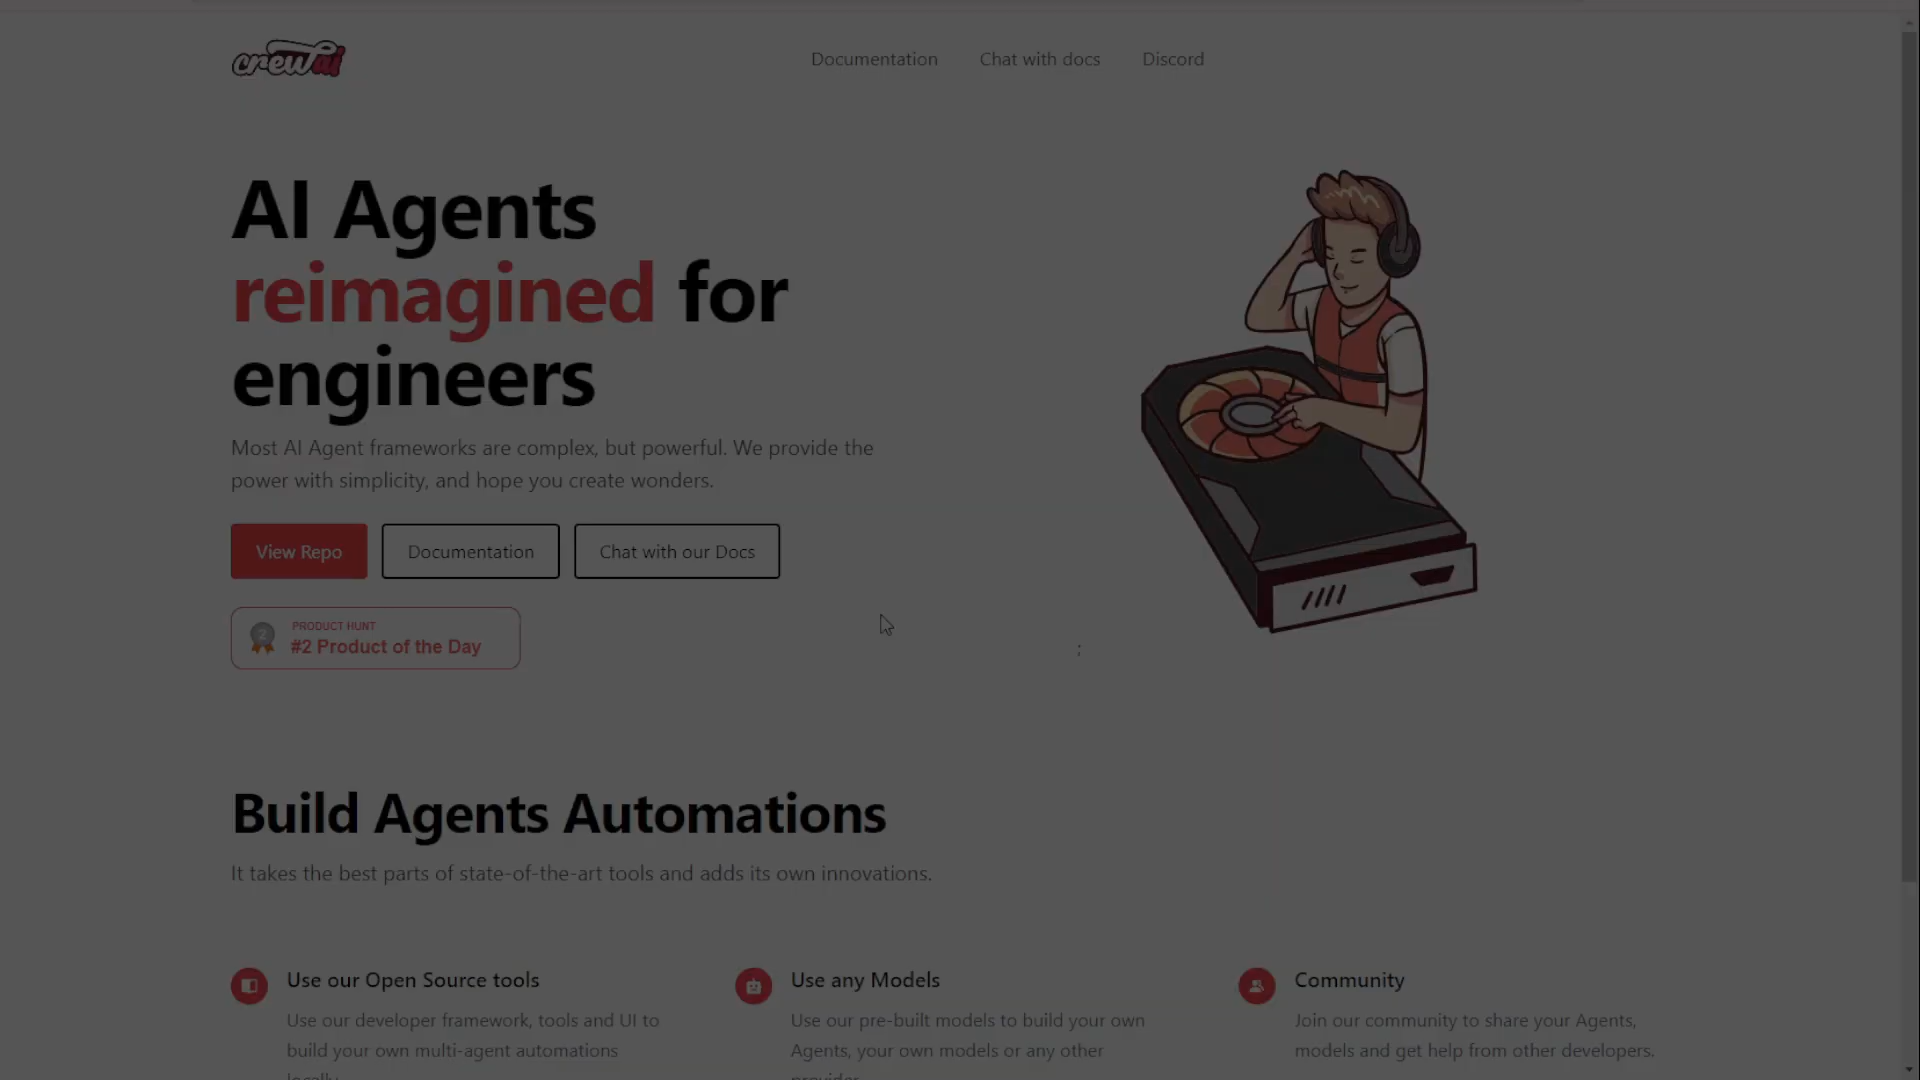 crewai
Documentation
Chat with docs
Discord
AI Agents
reimagined for
engineers
Most AI Agent frameworks are complex, but powerful. We provide the
power with simplicity, and hope you create wonders.
View Repo
Documentation
Chat with our Docs
2
PRODUCT HUNT
#2 Product of the Day
:
Build Agents Automations
It takes the best parts of state-of-the-art tools and adds its own innovations.
Use our Open Source tools
Use our developer framework, tools and UI to
build your own multi-agent automations
locally
Use any Models
Use our pre-built models to build your own
Agents, your own models or any other
provider
Community
Join our community to share your Agents,
models and get help from other developers.